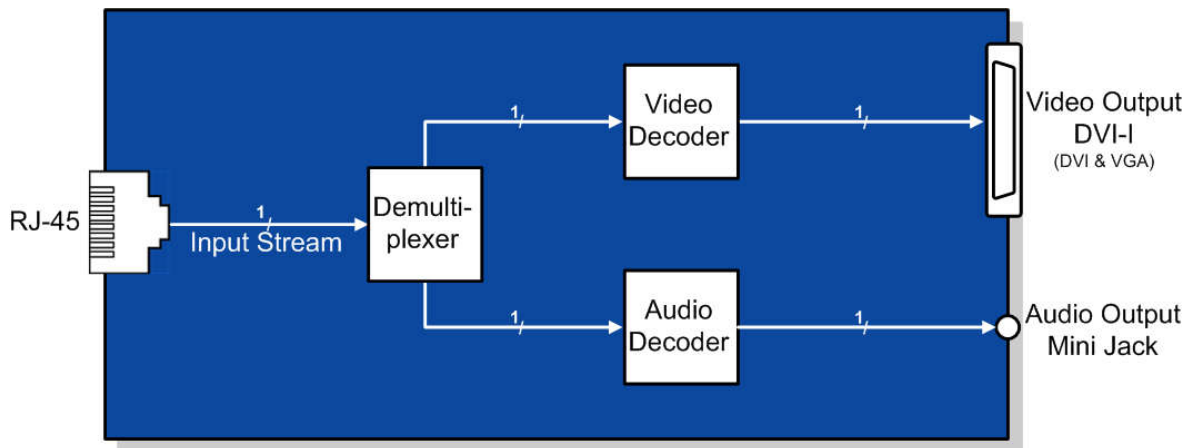 RJ-45
1
Input Stream
Demulti-
plexer
1
Video
Decoder
1
Video Output
DVI-I
(DVI & VGA)
1
Audio
Decoder
1
Audio Output
Mini Jack